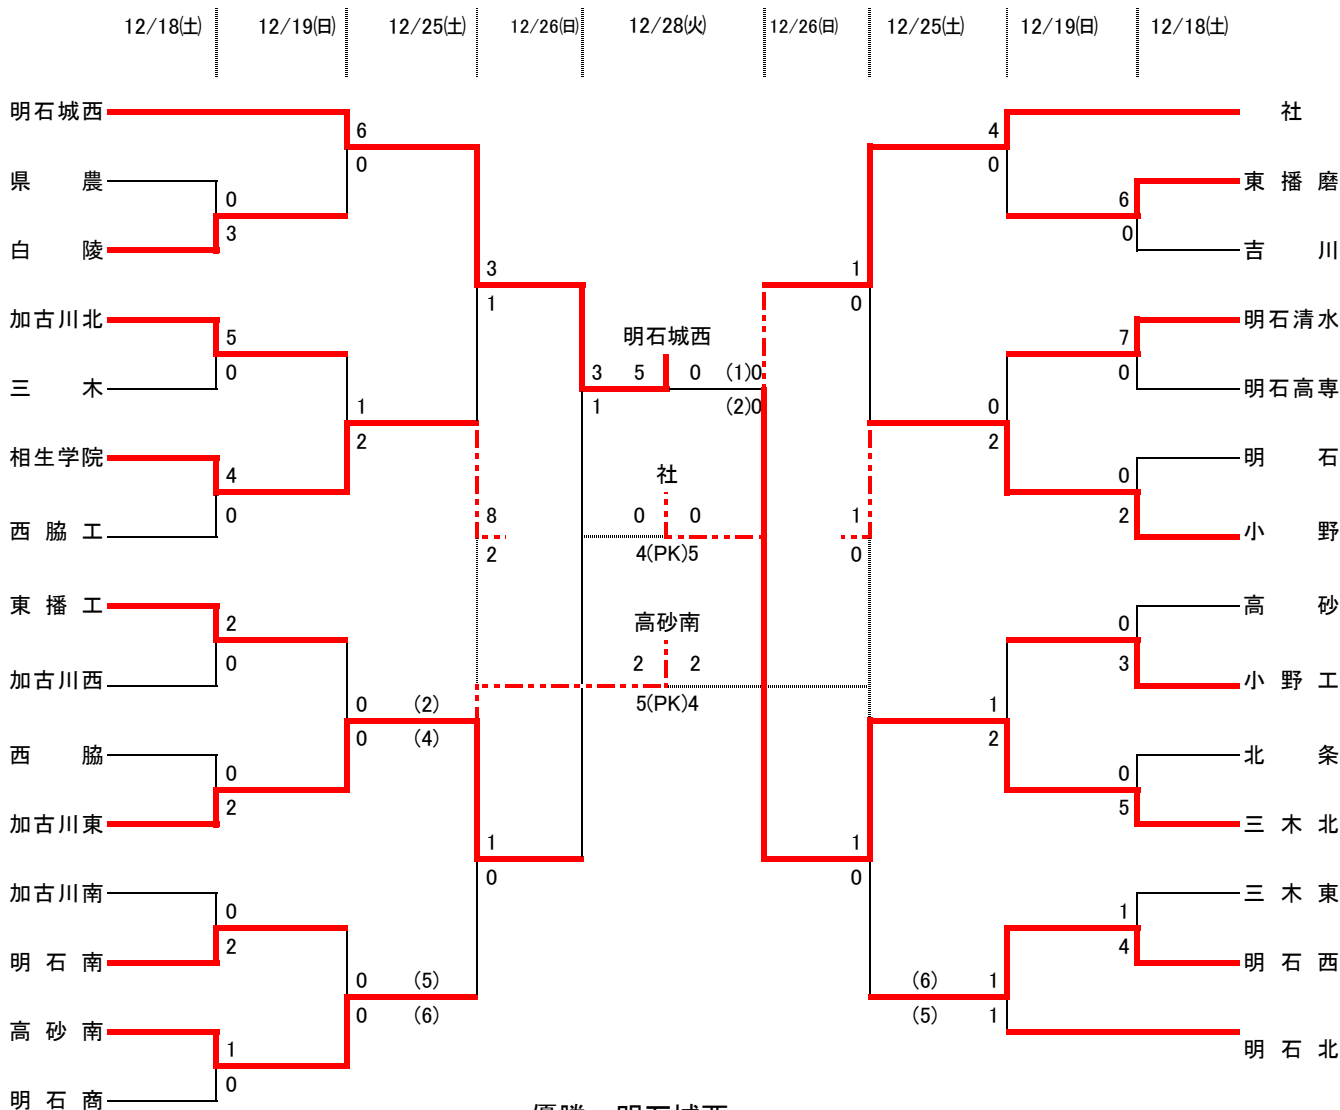 12/18(土) 12/19(日) 12/25(土) 12/26(日) 12/28(火) 12/26(日) 12/25(土) 12/19(日) 12/18(土)
明石城西 社
6 4
0 0
県農 東播磨
0 6
3 0
白陵 吉川
3 1
1 0
加古川北 明石清水
5 明石城西 7
0 3 5 0 (1)0 0
三木 明石高専
1 1 (2)0 0
2 2
相生学院 明石
4 社 0
0 0 0 2
西脇工 小野
8 1
2 4(PK)5 0
東播工 高砂
2 高砂南 0
0 2 2 3
加古川西 小野工
0 (2) 5(PK)4 1
0 (4) 2
西脇 北条
0 0
2 5
加古川東 三木北
1 1
0 0
加古川南 三木東
0 1
2 4
明石南 明石西
0 (5) (6) 1
0 (6) (5) 1
高砂南 明石北
1
0
明石商
優勝 明石城西